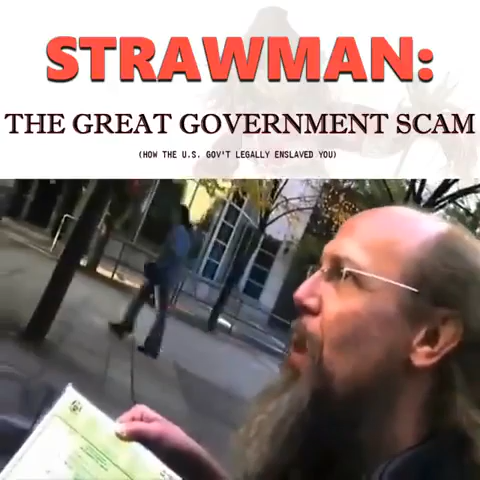 STRAWMAN:
THE GREAT GOVERNMENT SCAM
(HOW THE U.S. GOV'T LEGALLY ENSLAVED YOU)